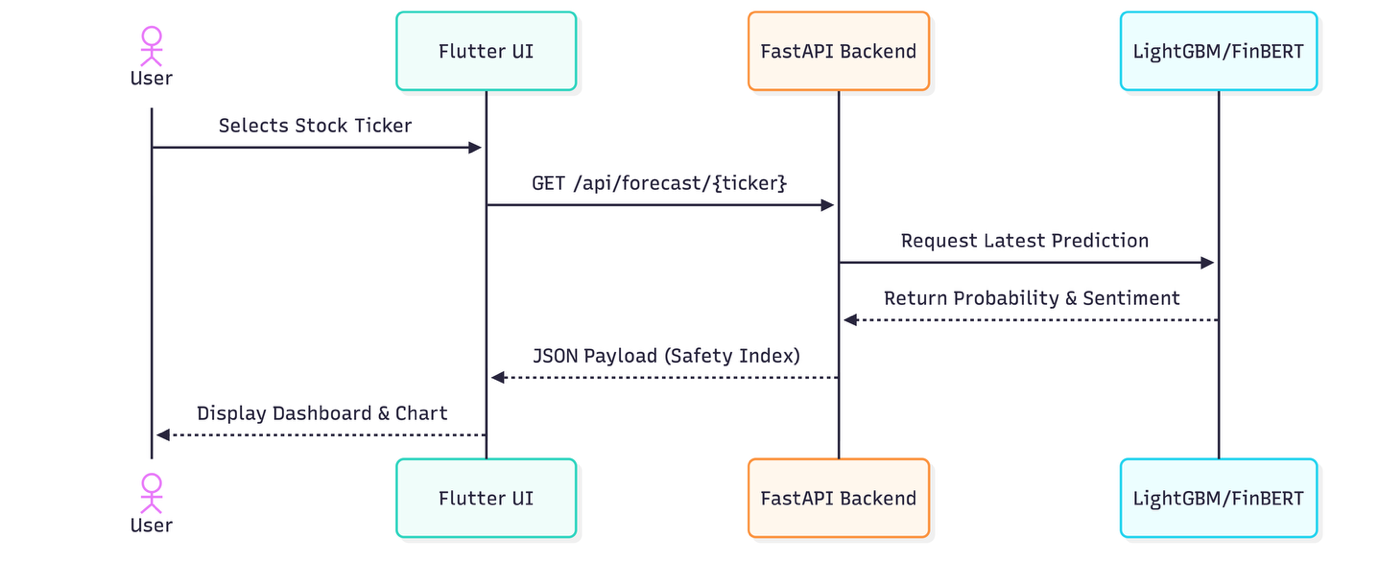 User
Flutter UI
FastAPI Backend
LightGBM/FinBERT
Selects Stock Ticker
GET /api/forecast/{ticker}
Request Latest Prediction
Return Probability & Sentiment
JSON Payload (Safety Index)
Display Dashboard & Chart
User
Flutter UI
FastAPI Backend
LightGBM/FinBERT